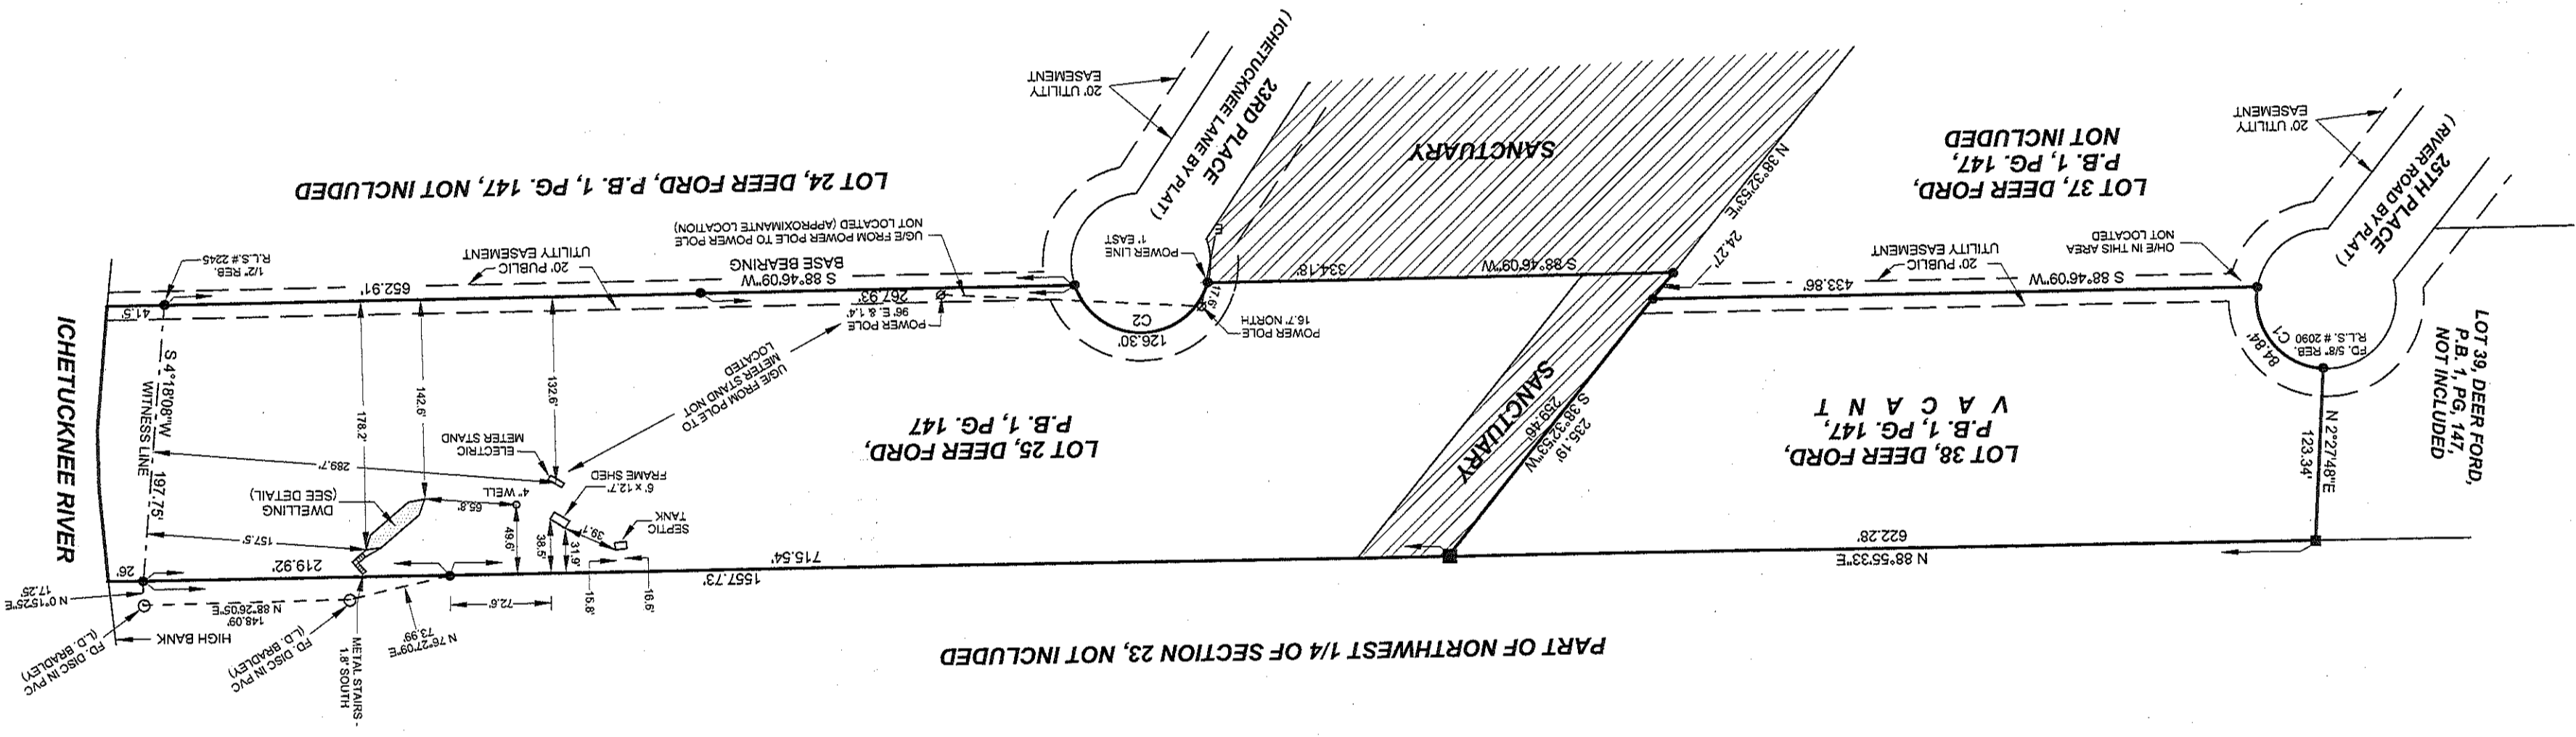 PART OF NORTHWEST 1/4 OF SECTION 23, NOT INCLUDED
METAL STAIRS -
1.8' SOUTH
FD. DISC IN PVC
(L.D. BRADLEY)
FD. DISC IN PVC
(L.D. BRADLEY)
HIGH BANK
N 76°27'09"E
73.99'
148.09'
N 88°26'05"E
N 0°15'25"E
17.25'
N 88°55'33"E
622.28'
1557.73'
715.54'
16.6'
15.8'
72.6'
219.92'
26'
LOT 39, DEER FORD,
P.B. 1, PG, 147,
NOT INCLUDED
N 2°27'48"E
123.34'
LOT 38, DEER FORD,
P.B. 1, PG. 147,
V A C A N T
S 38°32'53"W
235.19'
259.46'
SANCTUARY
LOT 25, DEER FORD,
P.B. 1, PG. 147
SEPTIC
TANK
39.7'
31.9'
38.5'
49.6'
6' x 12.7'
FRAME SHED
4" WELL
65.8'
ELECTRIC
METER STAND
DWELLING
(SEE DETAIL)
157.5'
289.7'
132.6'
142.6'
178.2'
UG/E FROM POLE TO
METER STAND NOT
LOCATED
S 4°18'08"W
197.75'
WITNESS LINE
ICHETUCKNEE RIVER
FD. 5/8" REB.
R.L.S. # 2090
84.84'
C1
S 88°46'09"W
433.86'
20' PUBLIC
UTILITY EASEMENT
OH/E IN THIS AREA
NOT LOCATED
24.27'
N 38°32'53"E
POWER POLE
16.7' NORTH
17.6'
126.30'
C2
POWER POLE
96' E. & 1.4'
267.93'
S 88°46'09"W
BASE BEARING
652.91'
41.5'
1/2" REB.
R.L.S.# 2245
S 88°46'09"W
334.18'
POWER LINE
1' EAST
E
UG/E FROM POWER POLE TO POWER POLE
NOT LOCATED (APPROXIMANTE LOCATION)
20' PUBLIC
UTILITY EASEMENT
25TH PLACE
(RIVER ROAD BY PLAT)
20' UTILITY
EASEMENT
LOT 37, DEER FORD,
P.B. 1, PG. 147,
NOT INCLUDED
SANCTUARY
23RD PLACE
(ICHETUCKNEE LANE BY PLAT)
20' UTILITY
EASEMENT
LOT 24, DEER FORD, P.B. 1, PG. 147, NOT INCLUDED